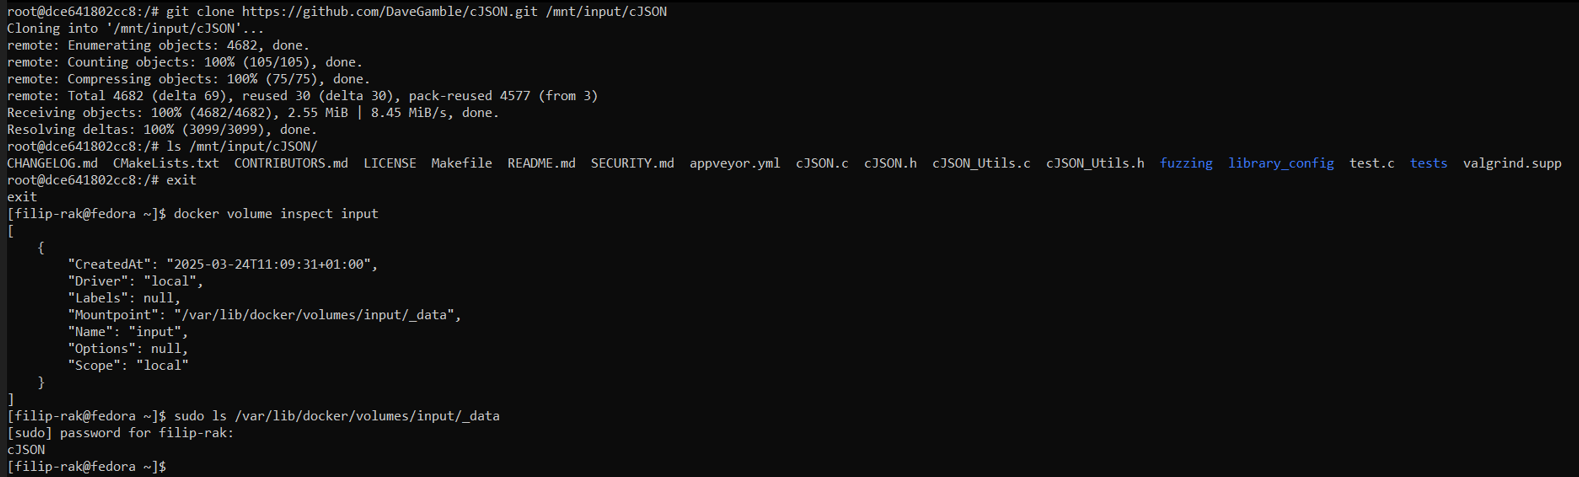 root@dce641802cc8:/# git clone https://github.com/DaveGamble/cJSON.git /mnt/input/cJSON
Cloning into '/mnt/input/cJSON'...
remote: Enumerating objects: 4682, done.
remote: Counting objects: 100% (105/105), done.
remote: Compressing objects: 100% (75/75), done.
remote: Total 4682 (delta 69), reused 30 (delta 30), pack-reused 4577 (from 3)
Receiving objects: 100% (4682/4682), 2.55 MiB | 8.45 MiB/s, done.
Resolving deltas: 100% (3099/3099), done.
root@dce641802cc8:/# ls /mnt/input/cJSON/
CHANGELOG.md  CMakeLists.txt  CONTRIBUTORS.md  LICENSE  Makefile  README.md  SECURITY.md  appveyor.yml  cJSON.c  cJSON.h  cJSON_Utils.c  cJSON_Utils.h  fuzzing  library_config  test.c  tests  valgrind.supp
root@dce641802cc8:/# exit
exit
[filip-rak@fedora ~]$ docker volume inspect input
[
    {
        "CreatedAt": "2025-03-24T11:09:31+01:00",
        "Driver": "local",
        "Labels": null,
        "Mountpoint": "/var/lib/docker/volumes/input/_data",
        "Name": "input",
        "Options": null,
        "Scope": "local"
    }
]
[filip-rak@fedora ~]$ sudo ls /var/lib/docker/volumes/input/_data
[sudo] password for filip-rak:
cJSON
[filip-rak@fedora ~]$